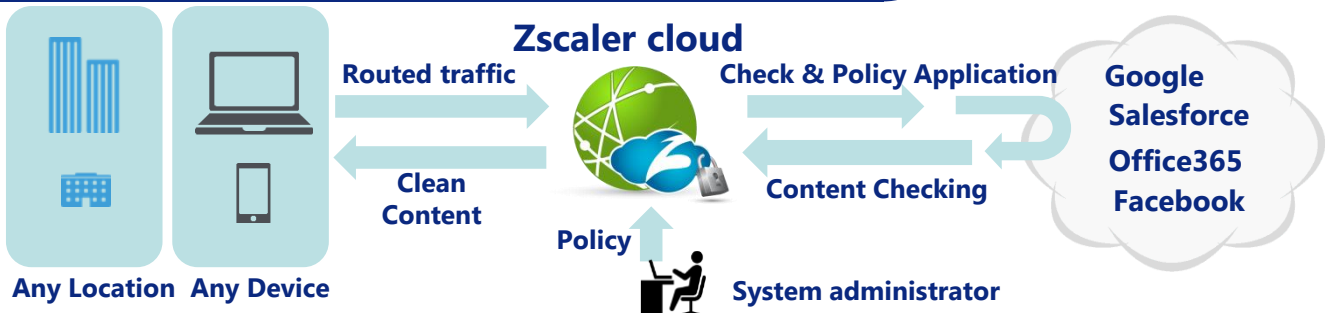 Zscaler cloud
Routed traffic
Check & Policy Application
Google
Salesforce
Office365
Facebook
Clean
Content
Content Checking
Policy
Any Location
Any Device
System administrator